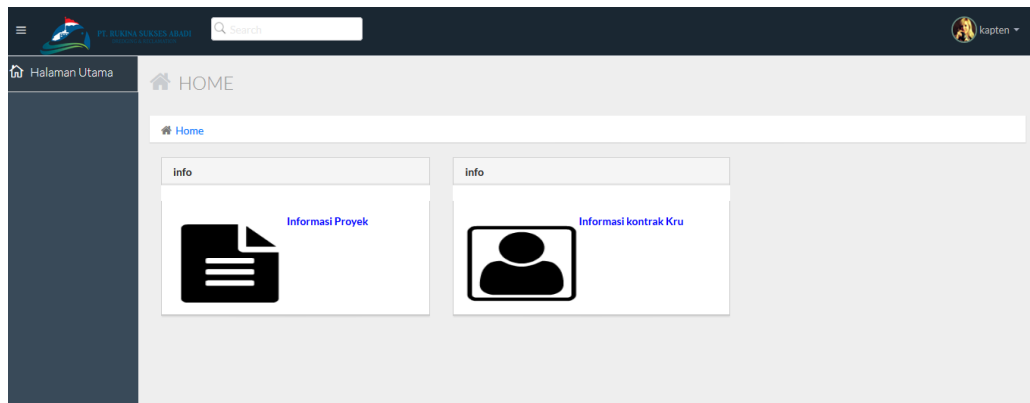 PT. BUKINA SUKSES ABADI
Search
kapten
Halaman Utama
HOME
Home
info
Informasi Proyek
info
Informasi kontrak Kru